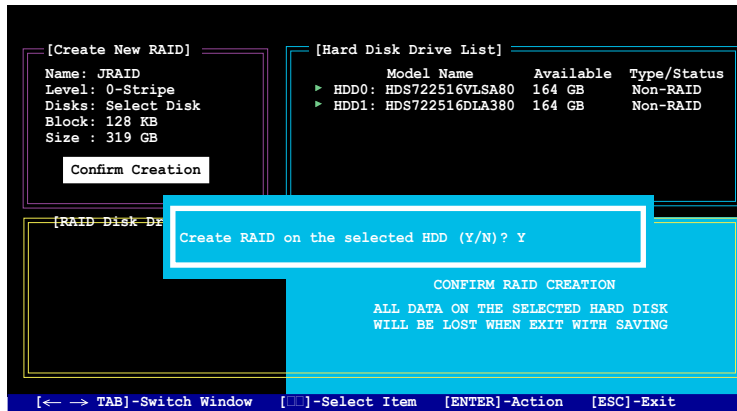 [Create New RAID]
Name: JRAID
Level: 0-Stripe
Disks: Select Disk
Block: 128 KB
Size : 319 GB
Confirm Creation
[Hard Disk Drive List]
Model Name Available Type/Status
HDD0: HDS722516VLSA80 164 GB Non-RAID
HDD1: HDS722516DLA380 164 GB Non-RAID
[RAID Disk Dr
Create RAID on the selected HDD (Y/N)? Y
CONFIRM RAID CREATION
ALL DATA ON THE SELECTED HARD DISK
WILL BE LOST WHEN EXIT WITH SAVING
[← → TAB]-Switch Window [□□]-Select Item [ENTER]-Action [ESC]-Exit